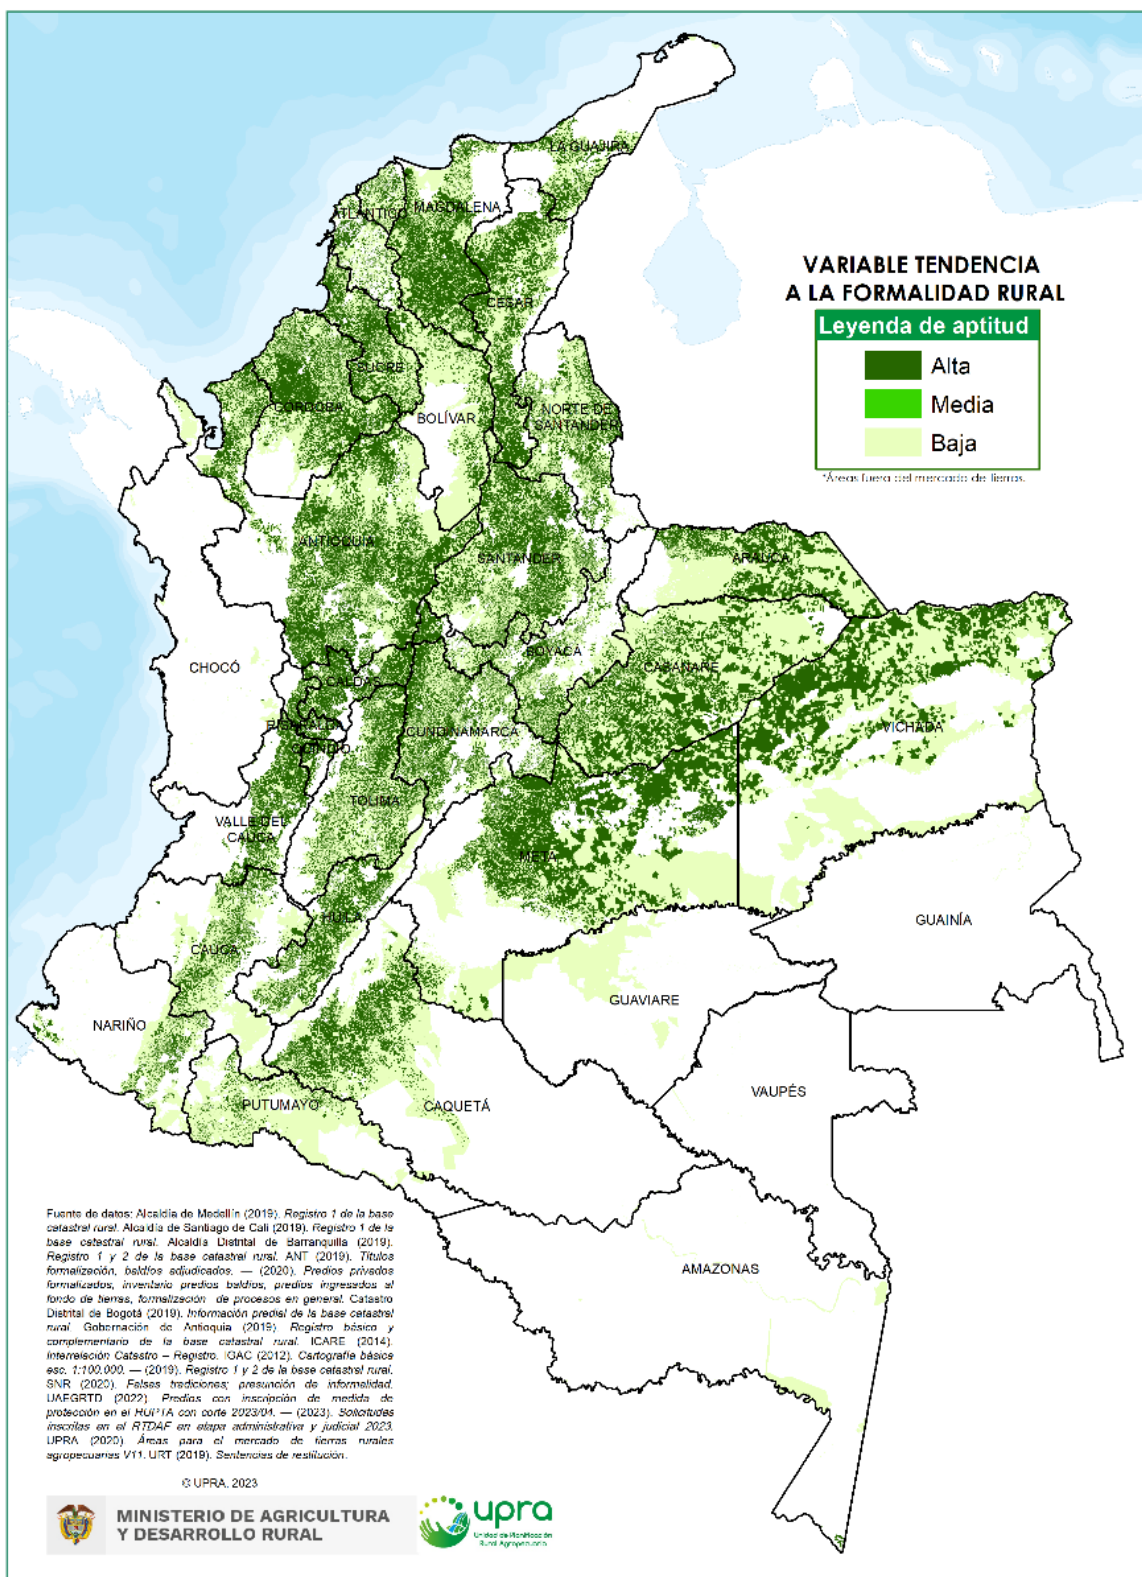 LA GUAJIRA
ATLÁNTICO
MAGDALENA
CESAR
SUCRE
CÓRDOBA
BOLÍVAR
NORTE DE
SANTANDER
ANTIOQUIA
SANTANDER
ARAUCA
CHOCÓ
BOYACÁ
CASANARE
CALDAS
RISARALDA
QUINDIO
CUNDINAMARCA
VICHADA
TOLIMA
VALLE DEL
CAUCA
META
HUILA
CAUCA
GUAINÍA
GUAVIARE
NARIÑO
VAUPÉS
PUTUMAYO
CAQUETÁ
AMAZONAS
VARIABLE TENDENCIA
A LA FORMALIDAD RURAL
Leyenda de aptitud
Alta
Media
Baja
*Áreas fuera del mercado de tierras.
Fuente de datos: Alcaldía de Medellín (2019). Registro 1 de la base
catastral rural. Alcaldía de Santiago de Cali (2019). Registro 1 de la
base catastral rural. Alcaldía Distrital de Barranquilla (2019).
Registro 1 y 2 de la base catastral rural. ANT (2019). Títulos
formalización, baldíos adjudicados. — (2020). Predios privados
formalizados, inventario predios baldíos, predios ingresados al
fondo de tierras, formalización de procesos en general. Catastro
Distrital de Bogotá (2019). Información predial de la base catastral
rural. Gobernación de Antioquia (2019). Registro básico y
complementario de la base catastral rural. ICARE (2014).
Interrelación Catastro – Registro. IGAC (2012). Cartografía básica
esc. 1:100.000. — (2019). Registro 1 y 2 de la base catastral rural.
SNR (2020). Falsas tradiciones; presunción de informalidad.
UAEGRTD (2022). Predios con inscripción de medida de
protección en el RUPTA con corte 2023/04. — (2023). Solicitudes
inscritas en el RTDAF en etapa administrativa y judicial 2023.
UPRA (2020). Áreas para el mercado de tierras rurales
agropecuarias V11. URT (2019). Sentencias de restitución.
© UPRA, 2023
MINISTERIO DE AGRICULTURA
Y DESARROLLO RURAL
upra
Unidad de Planificación
Rural Agropecuaria